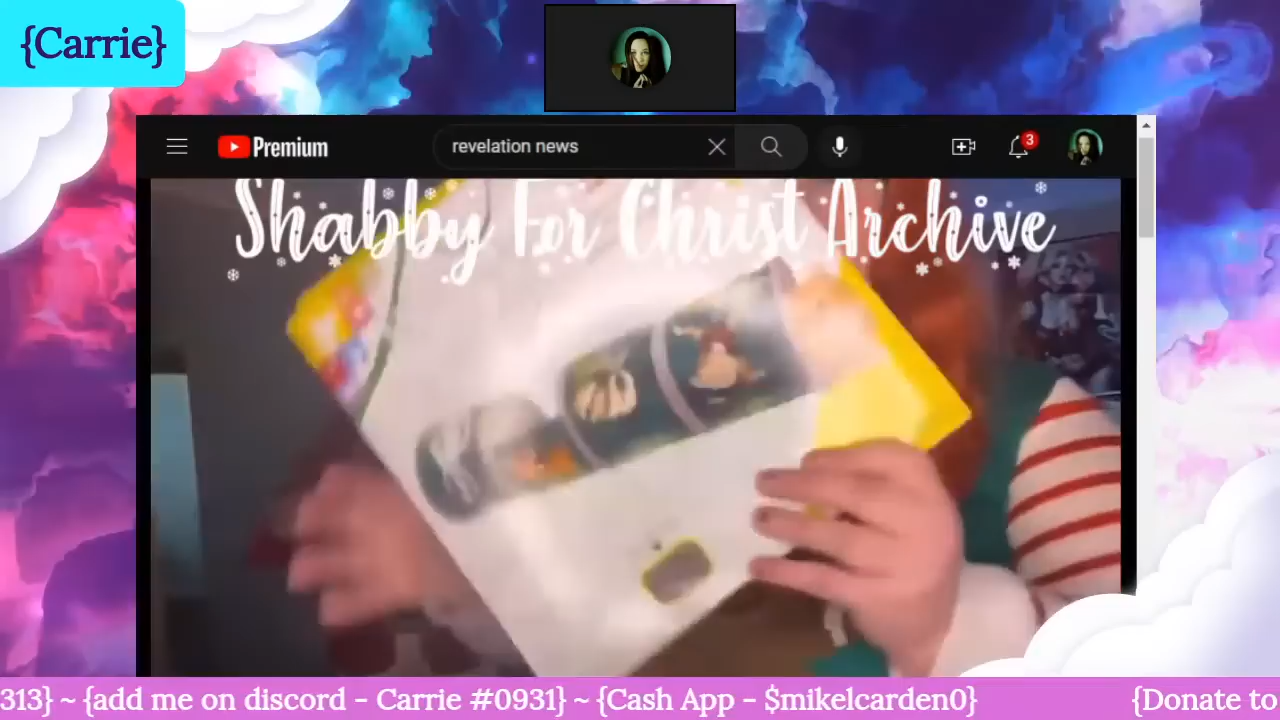 {Carrie}
Premium
revelation news
3
Shabby For Christ Archive
313} ~ {add me on discord - Carrie #0931} ~ {Cash App - $mikelcarden0}
{Donate to